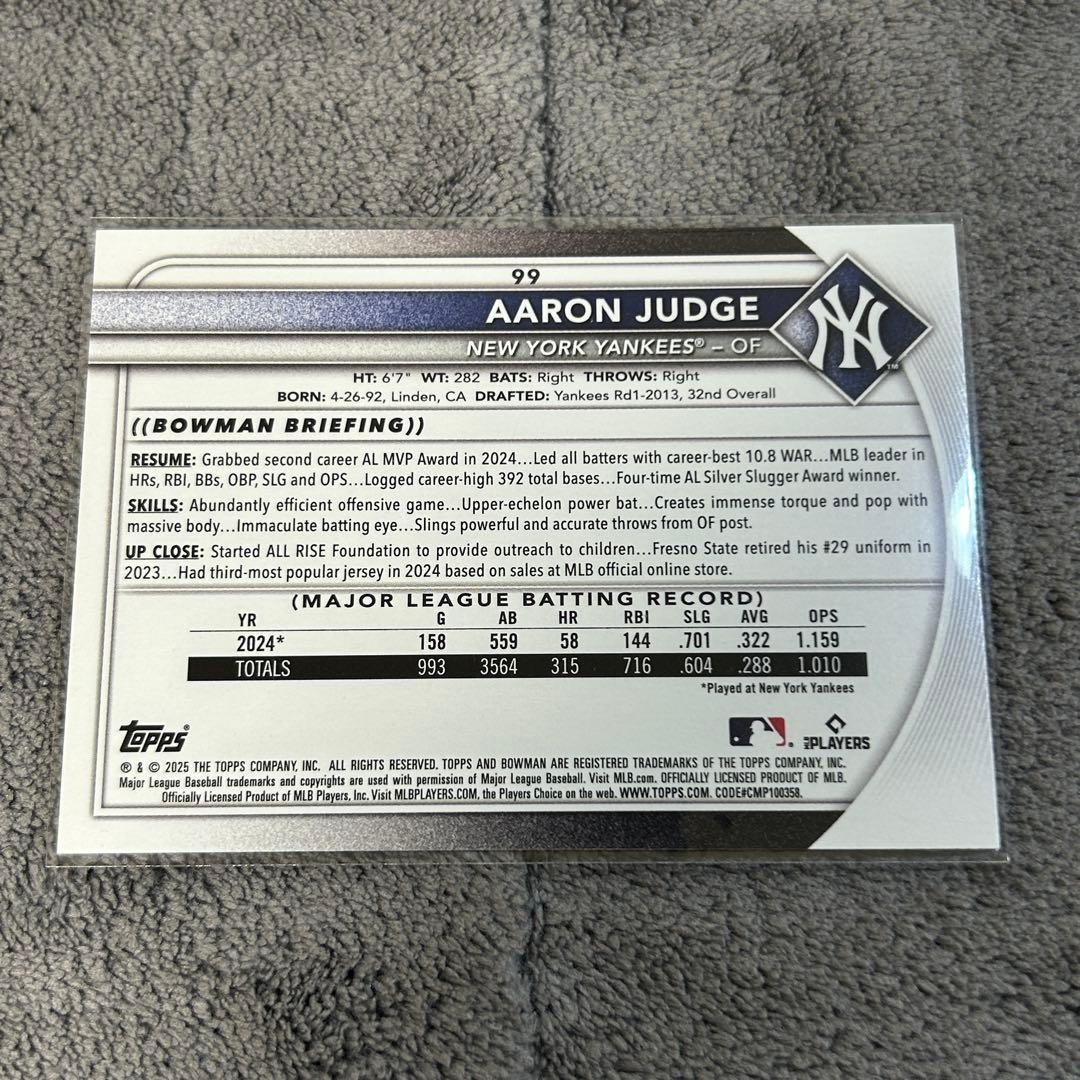 99
AARON JUDGE
NEW YORK YANKEES® – OF
NY
TM
HT: 6'7" WT: 282 BATS: Right THROWS: Right
BORN: 4-26-92, Linden, CA DRAFTED: Yankees Rd1-2013, 32nd Overall
((BOWMAN BRIEFING))
RESUME: Grabbed second career AL MVP Award in 2024...Led all batters with career-best 10.8 WAR...MLB leader in
HRs, RBI, BBs, OBP, SLG and OPS...Logged career-high 392 total bases...Four-time AL Silver Slugger Award winner.
SKILLS: Abundantly efficient offensive game...Upper-echelon power bat...Creates immense torque and pop with
massive body...Immaculate batting eye...Slings powerful and accurate throws from OF post.
UP CLOSE: Started ALL RISE Foundation to provide outreach to children...Fresno State retired his #29 uniform in
2023...Had third-most popular jersey in 2024 based on sales at MLB official online store.
(MAJOR LEAGUE BATTING RECORD)
YR G AB HR RBI SLG AVG OPS
2024* 158 559 58 144 .701 .322 1.159
TOTALS 993 3564 315 716 .604 .288 1.010
*Played at New York Yankees
Topps®
MLB PLAYERS
® & © 2025 THE TOPPS COMPANY, INC. ALL RIGHTS RESERVED. TOPPS AND BOWMAN ARE REGISTERED TRADEMARKS OF THE TOPPS COMPANY, INC.
Major League Baseball trademarks and copyrights are used with permission of Major League Baseball. Visit MLB.com. OFFICIALLY LICENSED PRODUCT OF MLB.
Officially Licensed Product of MLB Players, Inc. Visit MLBPLAYERS.COM, the Players Choice on the web. WWW.TOPPS.COM. CODE#CMP100358.